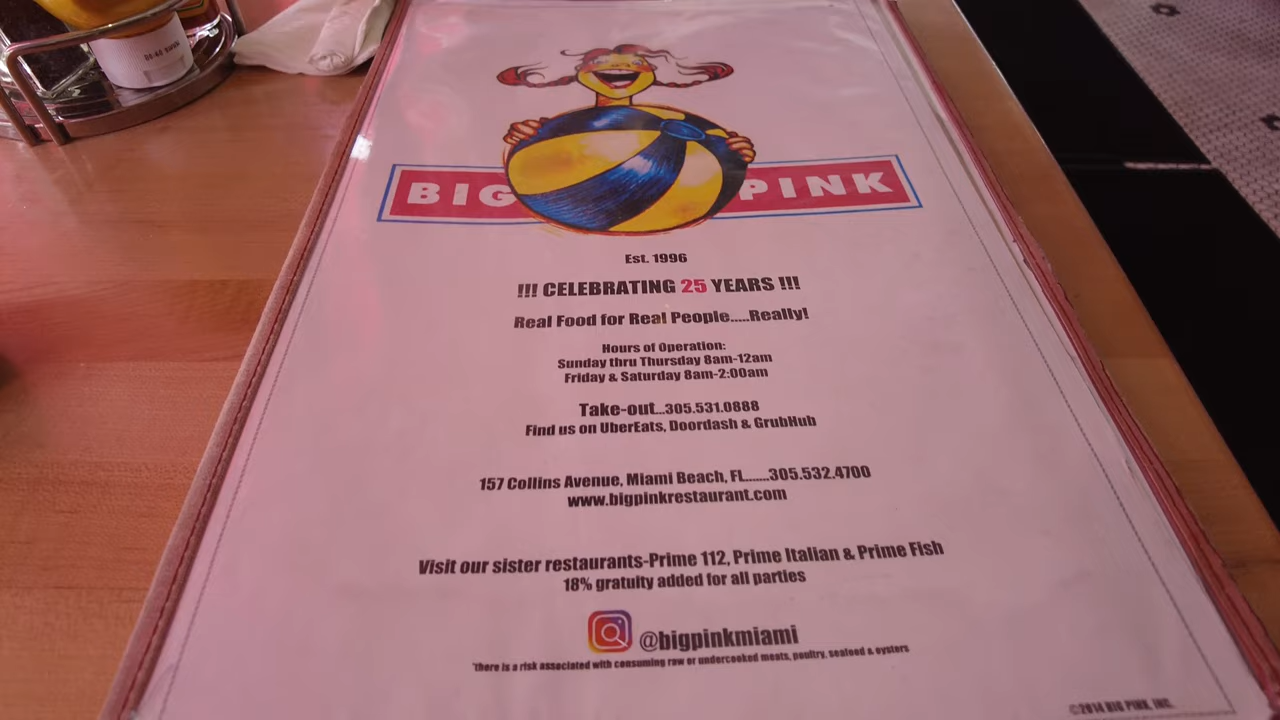 BIG PINK
Est. 1996
!!! CELEBRATING 25 YEARS !!!
Real Food for Real People.....Really!
Hours of Operation:
Sunday thru Thursday 8am-12am
Friday & Saturday 8am-2:00am
Take-out...305.531.0888
Find us on UberEats, Doordash & GrubHub
157 Collins Avenue, Miami Beach, FL.......305.532.4700
www.bigpinkrestaurant.com
Visit our sister restaurants-Prime 112, Prime Italian & Prime Fish
18% gratuity added for all parties
@bigpinkmiami
*there is a risk associated with consuming raw or undercooked meats, poultry, seafood & oysters
©2014 BIG PINK, INC.